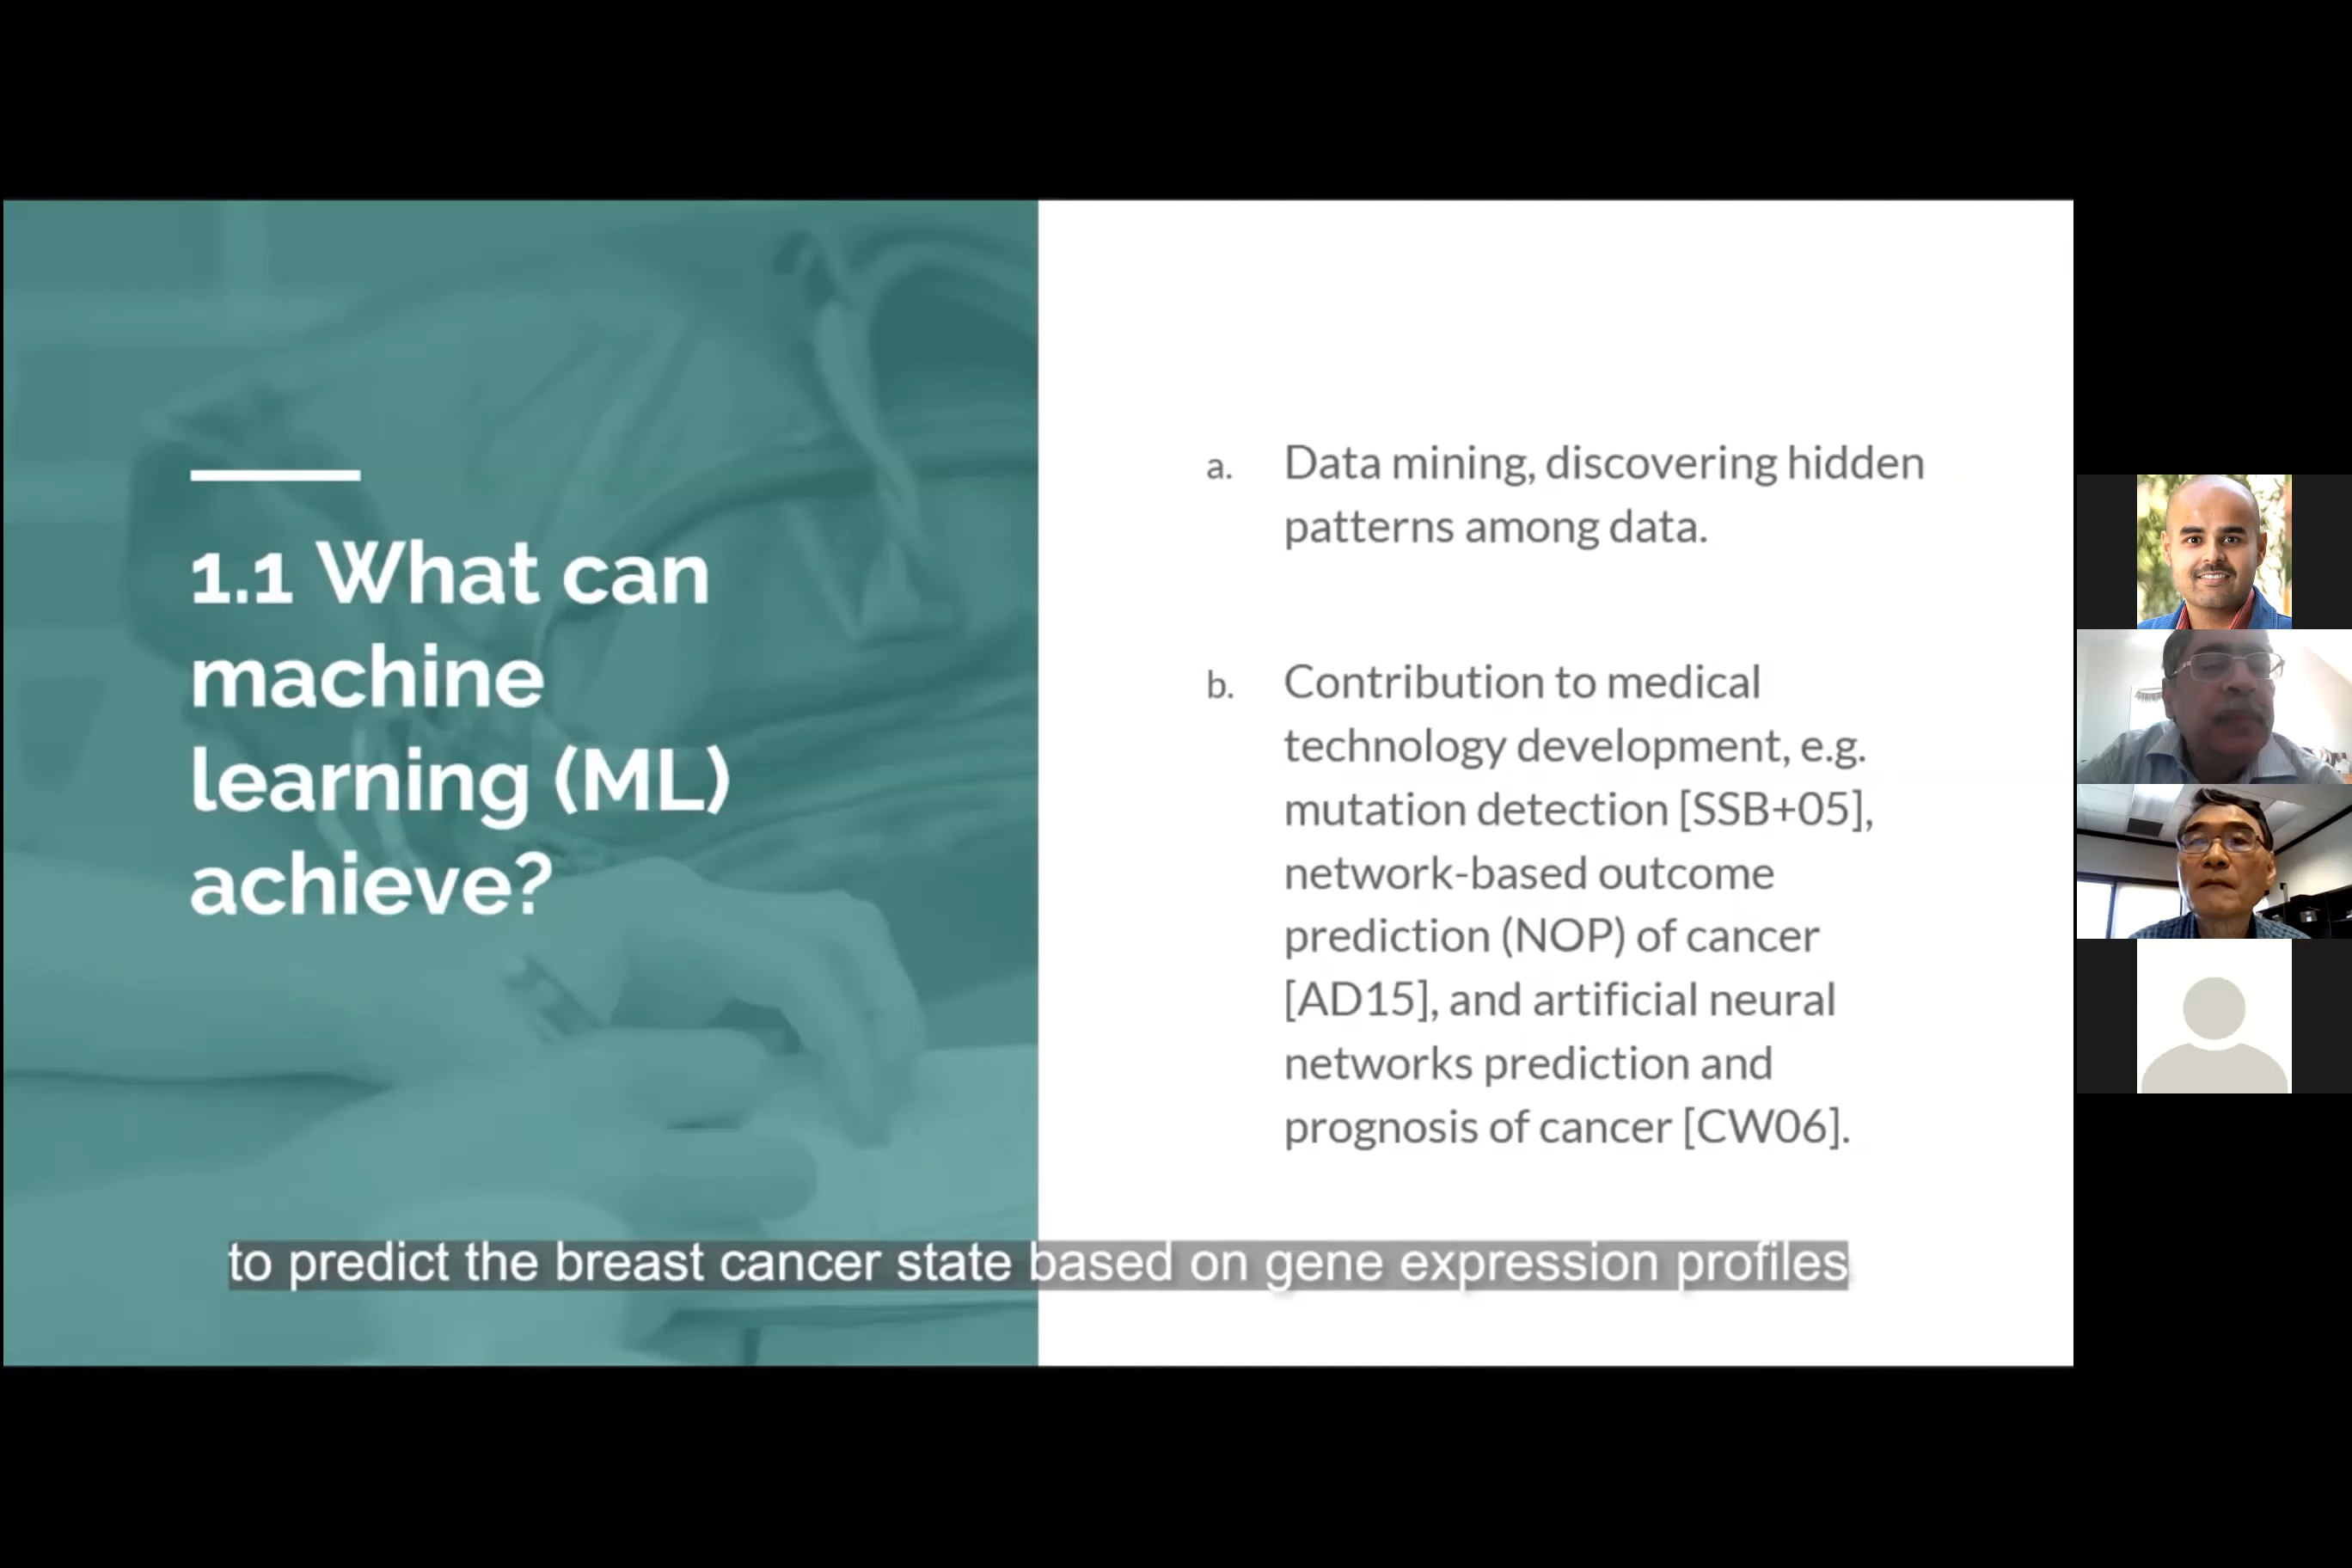 1.1 What can
machine
learning (ML)
achieve?
a. Data mining, discovering hidden
patterns among data.
b. Contribution to medical
technology development, e.g.
mutation detection [SSB+05],
network-based outcome
prediction (NOP) of cancer
[AD15], and artificial neural
networks prediction and
prognosis of cancer [CW06].
to predict the breast cancer state based on gene expression profiles